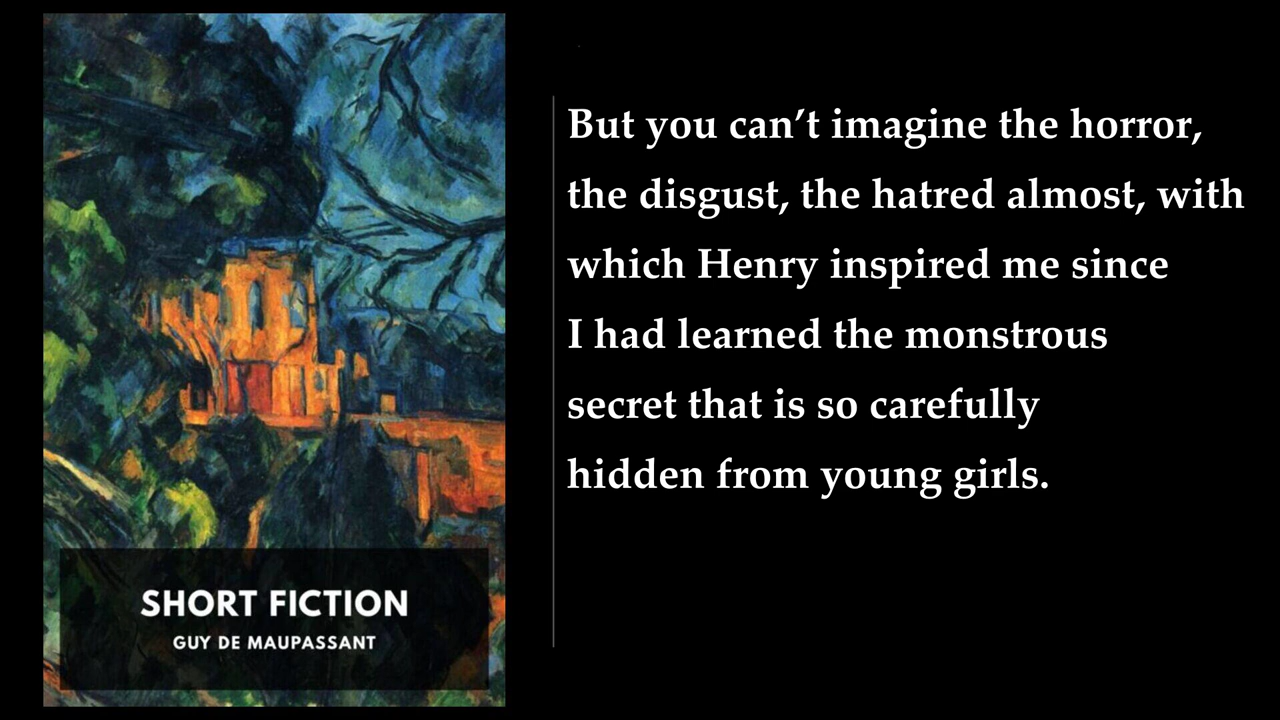 SHORT FICTION
GUY DE MAUPASSANT
But you can’t imagine the horror,
the disgust, the hatred almost, with
which Henry inspired me since
I had learned the monstrous
secret that is so carefully
hidden from young girls.